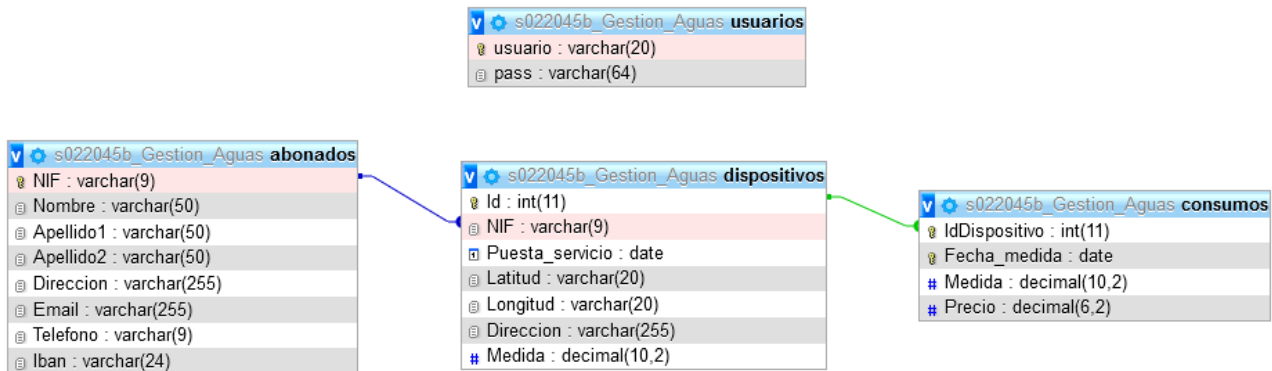 v s022045b_Gestion_Aguas usuarios
usuario : varchar(20)
pass : varchar(64)
v s022045b_Gestion_Aguas abonados
NIF : varchar(9)
Nombre : varchar(50)
Apellido1 : varchar(50)
Apellido2 : varchar(50)
Direccion : varchar(255)
Email : varchar(255)
Telefono : varchar(9)
Iban : varchar(24)
v s022045b_Gestion_Aguas dispositivos
Id : int(11)
NIF : varchar(9)
Puesta_servicio : date
Latitud : varchar(20)
Longitud : varchar(20)
Direccion : varchar(255)
# Medida : decimal(10,2)
v s022045b_Gestion_Aguas consumos
IdDispositivo : int(11)
Fecha_medida : date
# Medida : decimal(10,2)
# Precio : decimal(6,2)